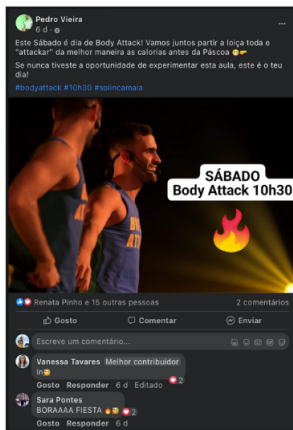 Pedro Vieira
6 d ·
Este Sábado é dia de Body Attack! Vamos juntos partir a loiça toda e
"attackar" da melhor maneira as calorias antes da Páscoa
Se nunca tiveste a oportunidade de experimentar esta aula, este é o teu
dia!
#bodyattack #10h30 #solincamaia
SÁBADO
Body Attack 10h30
Renata Pinho e 15 outras pessoas 2 comentários
Gosto Comentar Enviar
Escreve um comentário...
Vanessa Tavares Melhor contribuidor
In
2
Gosto Responder 6 d Editado
Sara Pontes
BORAAAA FIESTA
2
Gosto Responder 6 d